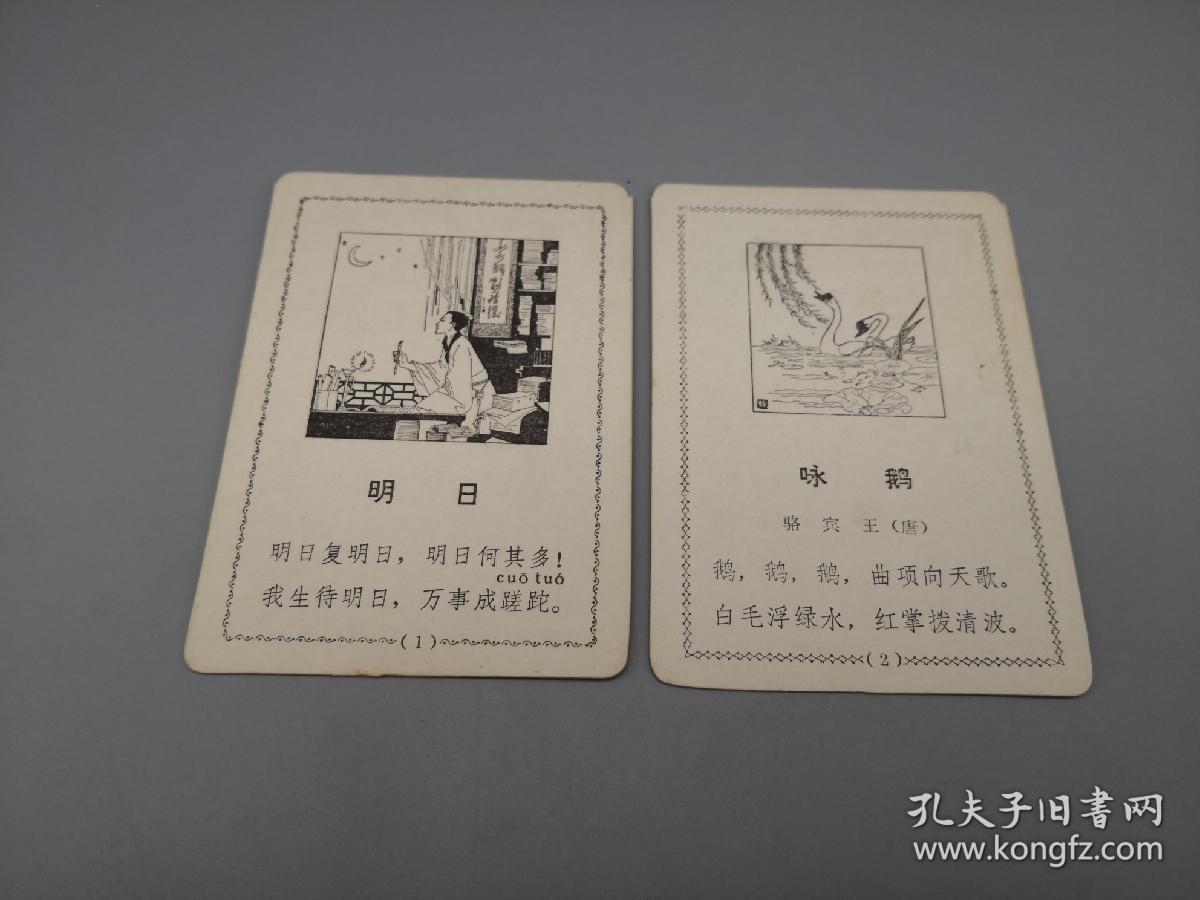 明日
明日复明日，明日何其多！
cuō tuó
我生待明日，万事成蹉跎。
(1)
咏鹅
骆宾王(唐)
鹅，鹅，鹅，曲项向天歌。
白毛浮绿水，红掌拨清波。
(2)
孔夫子旧书网
www.kongfz.com